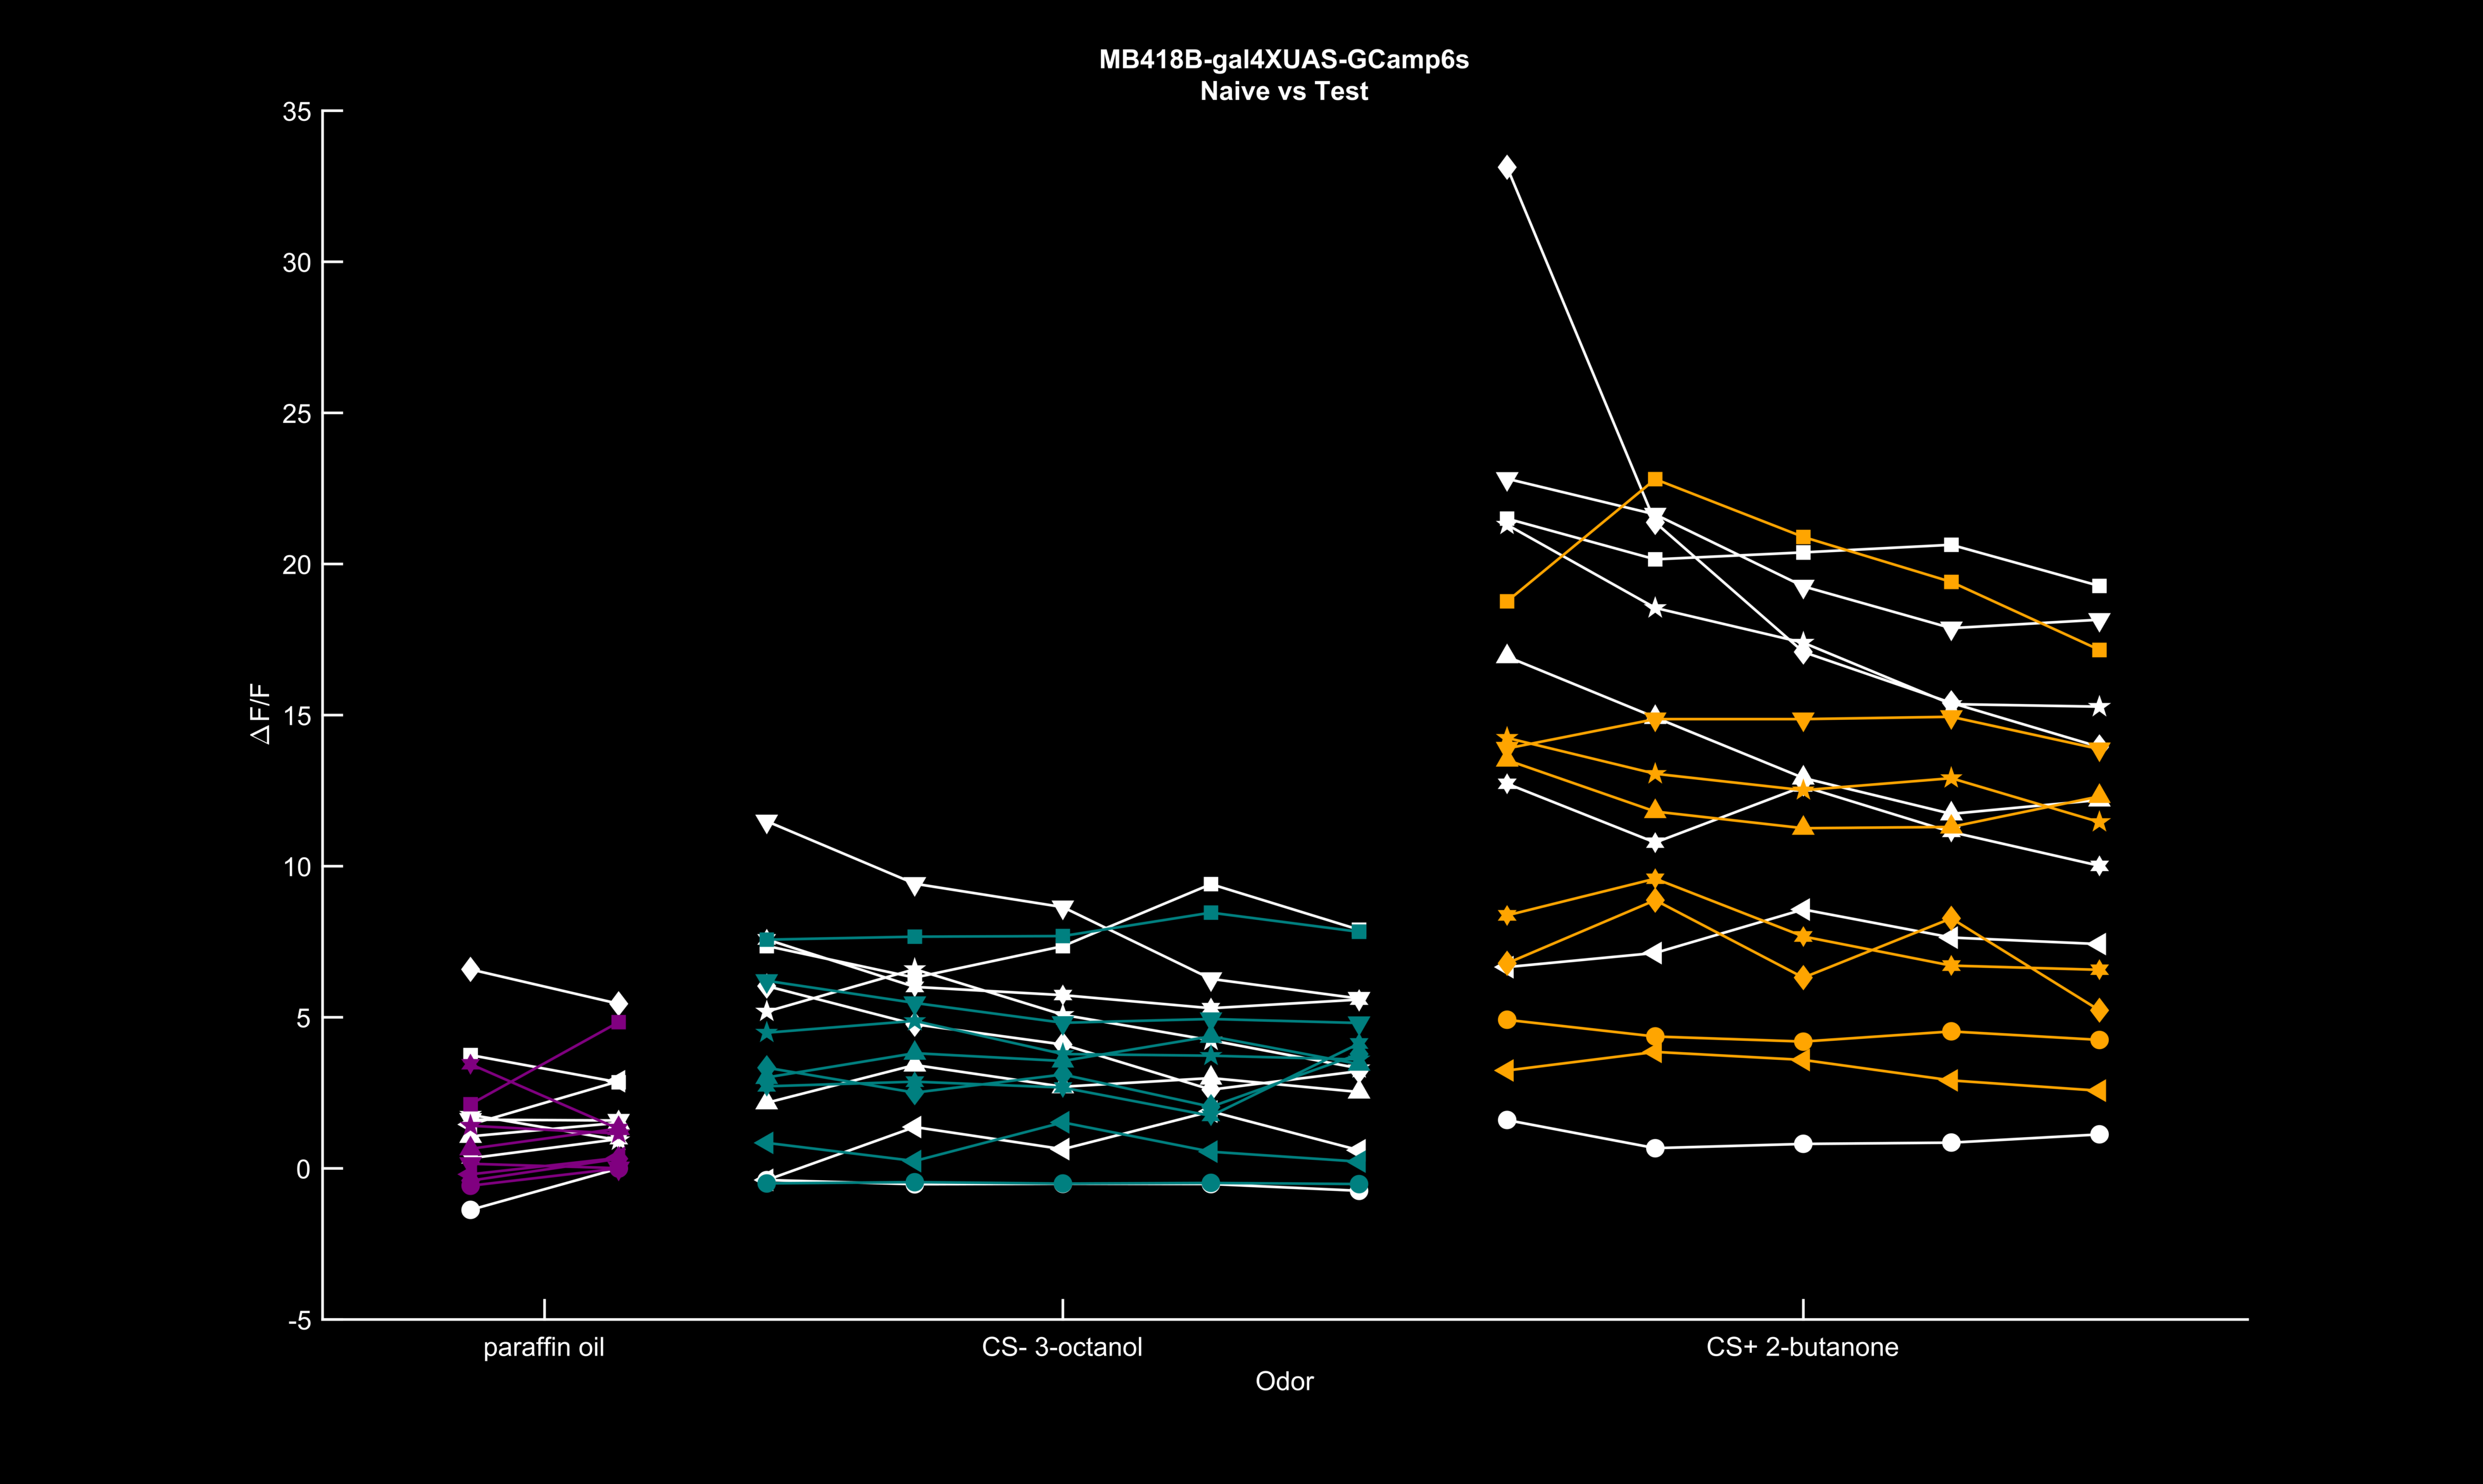 MB418B-gal4XUAS-GCamp6s
Naive vs Test
35
30
25
20
15
10
5
0
-5
△F/F
paraffin oil
CS- 3-octanol
CS+ 2-butanone
Odor